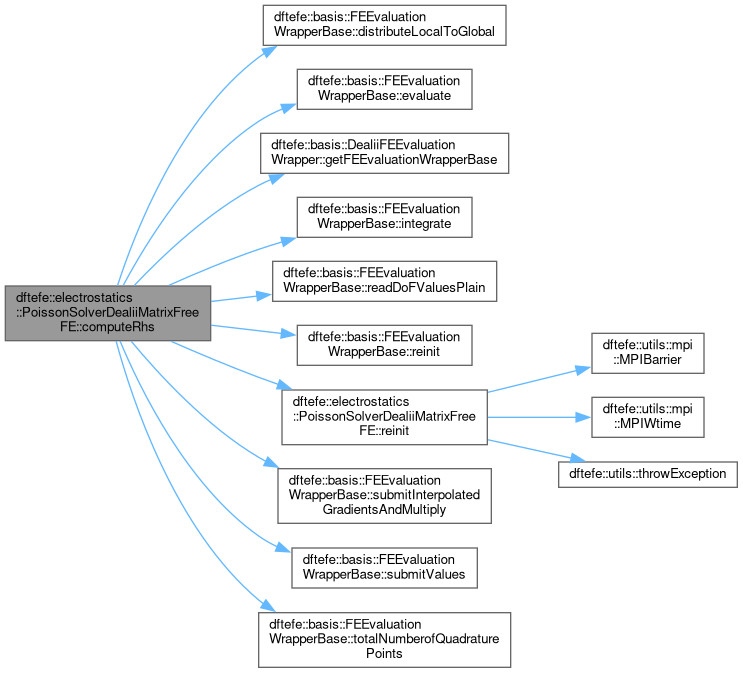 dftefe::electrostatics
::PoissonSolverDealiiMatrixFree
FE::computeRhs
dftefe::basis::FEEvaluation
WrapperBase::distributeLocalToGlobal
dftefe::basis::FEEvaluation
WrapperBase::evaluate
dftefe::basis::DealiiFEEvaluation
Wrapper::getFEEvaluationWrapperBase
dftefe::basis::FEEvaluation
WrapperBase::integrate
dftefe::basis::FEEvaluation
WrapperBase::readDoFValuesPlain
dftefe::basis::FEEvaluation
WrapperBase::reinit
dftefe::electrostatics
::PoissonSolverDealiiMatrixFree
FE::reinit
dftefe::utils::mpi
::MPIBarrier
dftefe::utils::mpi
::MPIWtime
dftefe::utils::throwException
dftefe::basis::FEEvaluation
WrapperBase::submitInterpolated
GradientsAndMultiply
dftefe::basis::FEEvaluation
WrapperBase::submitValues
dftefe::basis::FEEvaluation
WrapperBase::totalNumberofQuadrature
Points